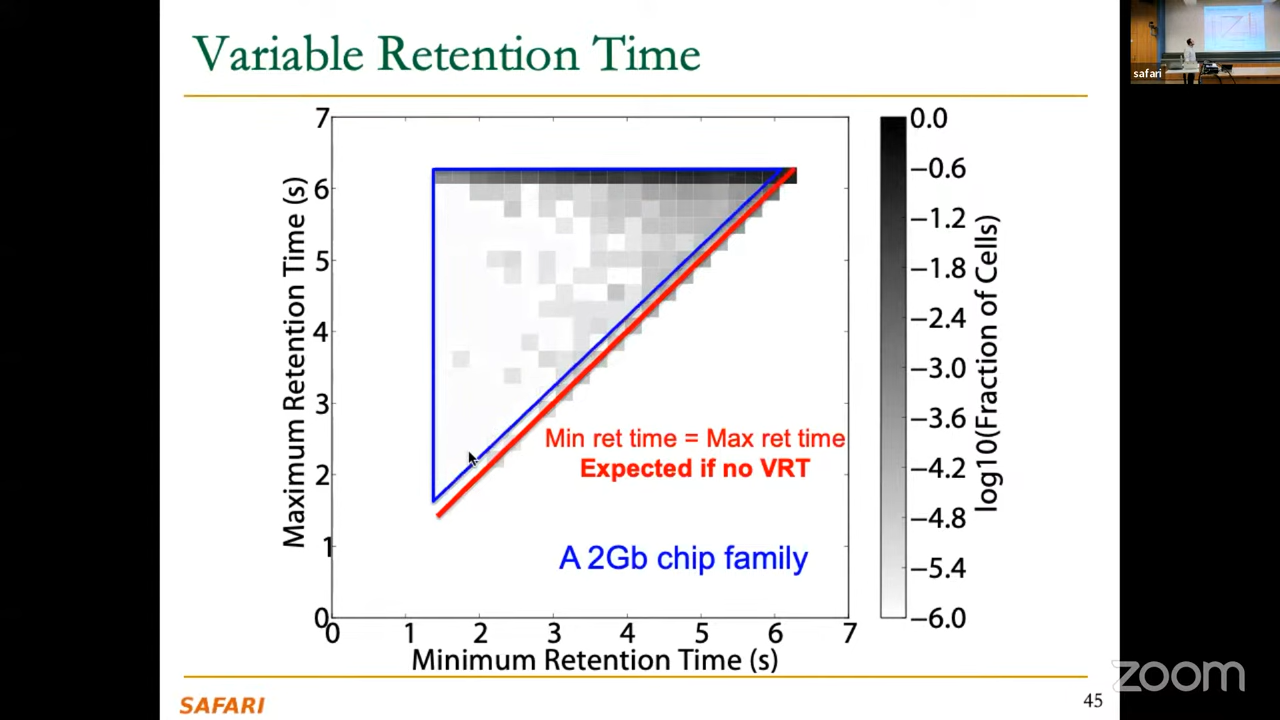 Variable Retention Time
safari
7
6
5
4
3
2
1
0
Maximum Retention Time (s)
0 1 2 3 4 5 6 7
Minimum Retention Time (s)
Min ret time = Max ret time
Expected if no VRT
A 2Gb chip family
0.0
−0.6
−1.2
−1.8
−2.4
−3.0
−3.6
−4.2
−4.8
−5.4
−6.0
log10(Fraction of Cells)
SAFARI
45
zoom